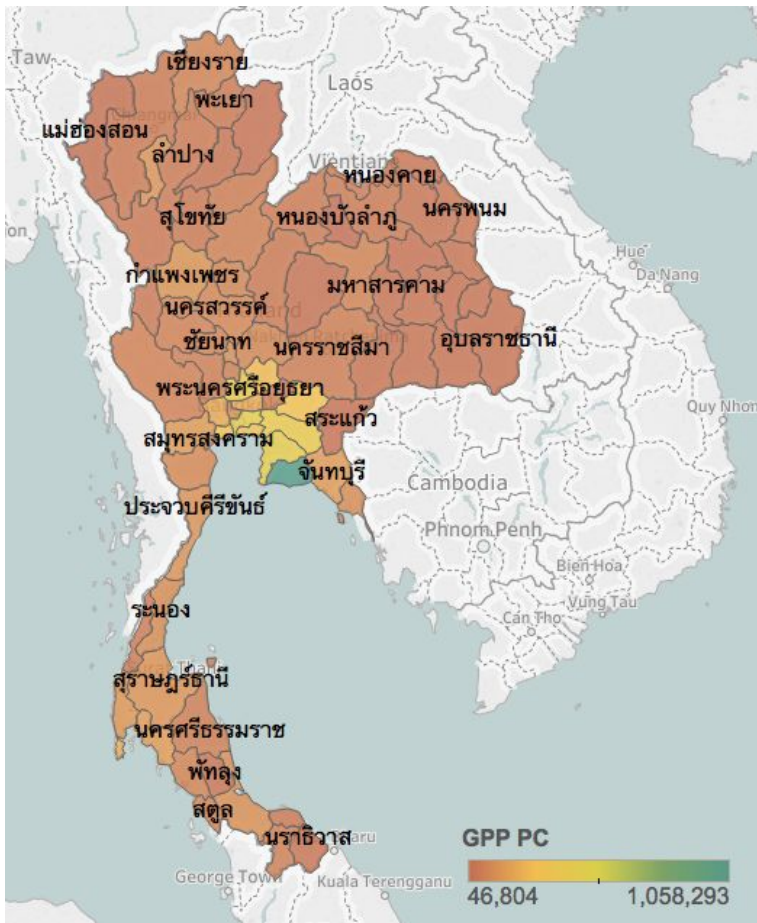 Taw
เชียงราย
Laos
พะเยา
แม่ฮ่องสอน
ลำปาง
Vientiane
หนองคาย
สุโขทัย
หนองบัวลำภู
นครพนม
Hué
Da Nang
กำแพงเพชร
มหาสารคาม
นครสวรรค์
ชัยนาท
นครราชสีมา
อุบลราชธานี
พระนครศรีอยุธยา
สระแก้ว
Quy Nhơn
สมุทรสงคราม
จันทบุรี
Cambodia
ประจวบคีรีขันธ์
Phnom Penh
Biên Hòa
Vũng Tàu
Cần Thơ
ระนอง
สุราษฎร์ธานี
นครศรีธรรมราช
พัทลุง
สตูล
นราธิวาส
GPP PC
George Town
Kuala Terengganu
46,804
1,058,293